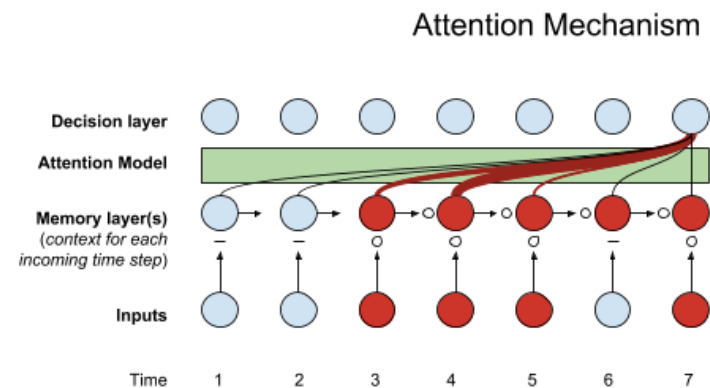 Attention Mechanism
Decision layer
Attention Model
Memory layer(s)
(context for each
incoming time step)
Inputs
Time 1 2 3 4 5 6 7